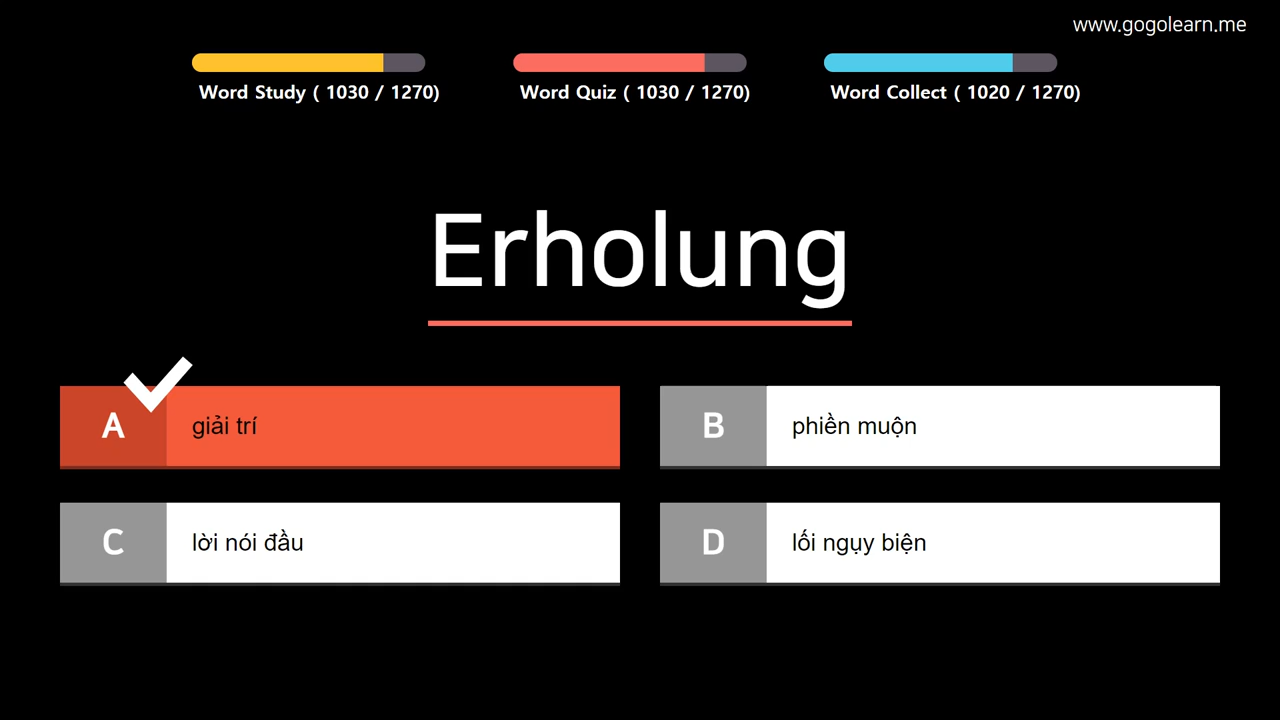 www.gogolearn.me
Word Study ( 1030 / 1270)
Word Quiz ( 1030 / 1270)
Word Collect ( 1020 / 1270)
Erholung
A giải trí
B phiền muộn
C lời nói đầu
D lối ngụy biện